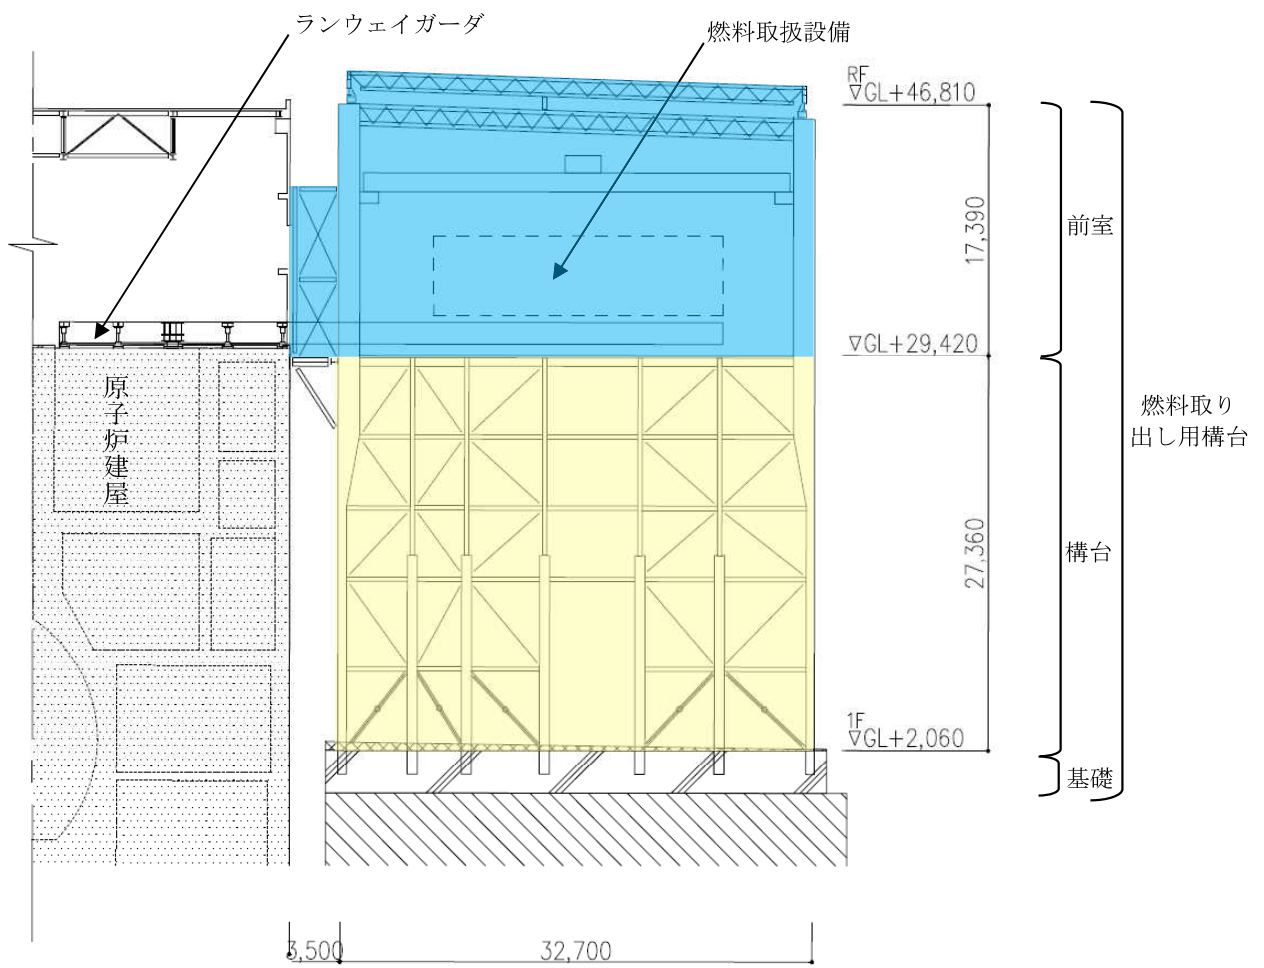 ランウェイガーダ
燃料取扱設備
RF
▽GL+46,810
17,390
前室
▽GL+29,420
原子炉建屋
燃料取り
出し用構台
27,360
構台
1F
▽GL+2,060
基礎
3,500
32,700